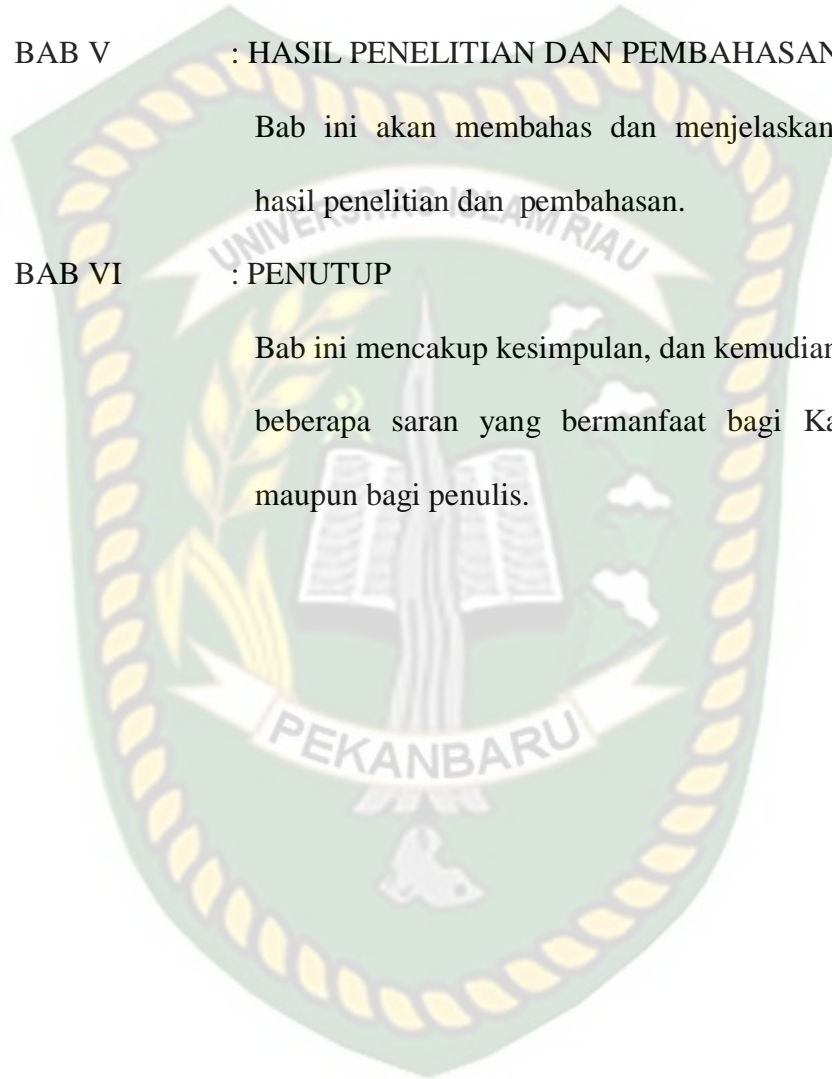 BAB V : HASIL PENELITIAN DAN PEMBAHASAN
Bab ini akan membahas dan menjelaskan
hasil penelitian dan pembahasan.
UNIVERSITAS ISLAM RIAU
BAB VI : PENUTUP
Bab ini mencakup kesimpulan, dan kemudian
beberapa saran yang bermanfaat bagi
maupun bagi penulis.
PEKANBARU